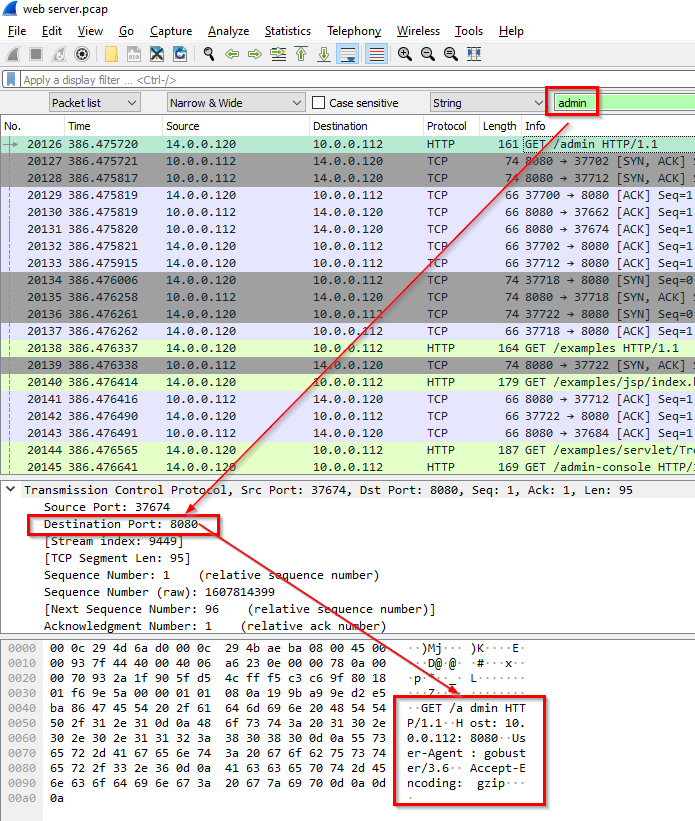 web server.pcap
File Edit View Go Capture Analyze Statistics Telephony Wireless Tools Help
Apply a display filter ... <Ctrl-/>
Packet list Narrow & Wide Case sensitive String admin
No. Time Source Destination Protocol Length Info
20126 386.475720 14.0.0.120 10.0.0.112 HTTP 161 GET /admin HTTP/1.1
20127 386.475721 10.0.0.112 14.0.0.120 TCP 74 8080 → 37702 [SYN, ACK] S
20128 386.475817 10.0.0.112 14.0.0.120 TCP 74 8080 → 37712 [SYN, ACK] S
20129 386.475819 14.0.0.120 10.0.0.112 TCP 66 37700 → 8080 [ACK] Seq=1
20130 386.475819 10.0.0.112 14.0.0.120 TCP 66 8080 → 37662 [ACK] Seq=1
20131 386.475820 10.0.0.112 14.0.0.120 TCP 66 8080 → 37674 [ACK] Seq=1
20132 386.475821 14.0.0.120 10.0.0.112 TCP 66 37702 → 8080 [ACK] Seq=1
20133 386.475915 14.0.0.120 10.0.0.112 TCP 66 37712 → 8080 [ACK] Seq=1
20134 386.476006 14.0.0.120 10.0.0.112 TCP 74 37718 → 8080 [SYN] Seq=0
20135 386.476258 10.0.0.112 14.0.0.120 TCP 74 8080 → 37718 [SYN, ACK] S
20136 386.476261 14.0.0.120 10.0.0.112 TCP 74 37722 → 8080 [SYN] Seq=0
20137 386.476262 14.0.0.120 10.0.0.112 TCP 66 37718 → 8080 [ACK] Seq=1
20138 386.476337 14.0.0.120 10.0.0.112 HTTP 164 GET /examples HTTP/1.1
20139 386.476338 10.0.0.112 14.0.0.120 TCP 74 8080 → 37722 [SYN, ACK] S
20140 386.476414 14.0.0.120 10.0.0.112 HTTP 179 GET /examples/jsp/index.h
20141 386.476416 10.0.0.112 14.0.0.120 TCP 66 8080 → 37712 [ACK] Seq=1
20142 386.476490 14.0.0.120 10.0.0.112 TCP 66 37722 → 8080 [ACK] Seq=1
20143 386.476491 10.0.0.112 14.0.0.120 TCP 66 8080 → 37684 [ACK] Seq=1
20144 386.476565 14.0.0.120 10.0.0.112 HTTP 187 GET /examples/servlet/Tro
20145 386.476641 14.0.0.120 10.0.0.112 HTTP 169 GET /admin-console HTTP/1
Transmission Control Protocol, Src Port: 37674, Dst Port: 8080, Seq: 1, Ack: 1, Len: 95
Source Port: 37674
Destination Port: 8080
[Stream index: 9449]
[TCP Segment Len: 95]
Sequence Number: 1 (relative sequence number)
Sequence Number (raw): 1607814399
[Next Sequence Number: 96 (relative sequence number)]
Acknowledgment Number: 1 (relative ack number)
0000 00 0c 29 4d 6a d0 00 0c 29 4b ae ba 08 00 45 00 ··)Mj··· )K····E·
0010 00 93 7f 44 40 00 40 06 a6 23 0e 00 00 78 0a 00 ···D@·@· ·#···x··
0020 00 70 93 2a 1f 90 5f d5 4c ff f5 c3 c6 9f 80 18 ·p·*··_· L·······
0030 01 f6 9e 5a 00 00 01 01 08 0a 19 9b a9 9e d2 e5 ···Z···· ········
0040 ba 86 47 45 54 20 2f 61 64 6d 69 6e 20 48 54 54 ··GET /a dmin HTT
0050 50 2f 31 2e 31 0d 0a 48 6f 73 74 3a 20 31 30 2e P/1.1··H ost: 10.
0060 30 2e 30 2e 31 31 32 3a 38 30 38 30 0d 0a 55 73 0.0.112: 8080··Us
0070 65 72 2d 41 67 65 6e 74 3a 20 67 6f 62 75 73 74 er-Agent : gobust
0080 65 72 2f 33 2e 36 0d 0a 41 63 63 65 70 74 2d 45 er/3.6·· Accept-E
0090 6e 63 6f 64 69 6e 67 3a 20 67 7a 69 70 0d 0a 0d ncoding: gzip···
00a0 0a ·